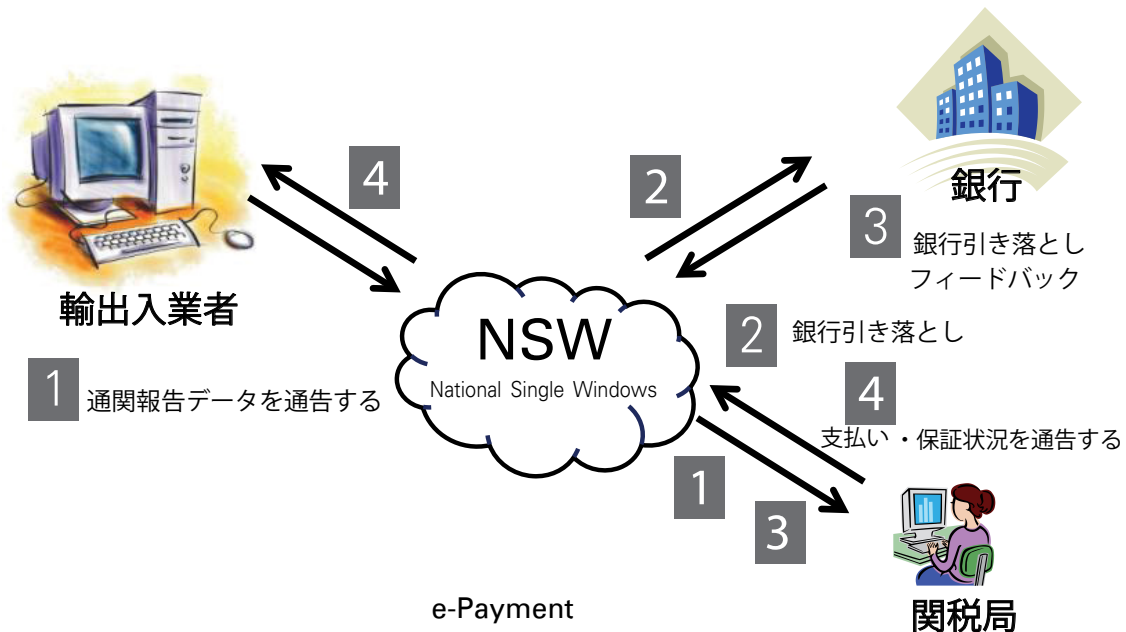 銀行
4
2
3
銀行引き落とし
フィードバック
輸出入業者
NSW
National Single Windows
2
銀行引き落とし
1
通関報告データを通告する
4
支払い・保証状況を通告する
1
3
e-Payment
関税局